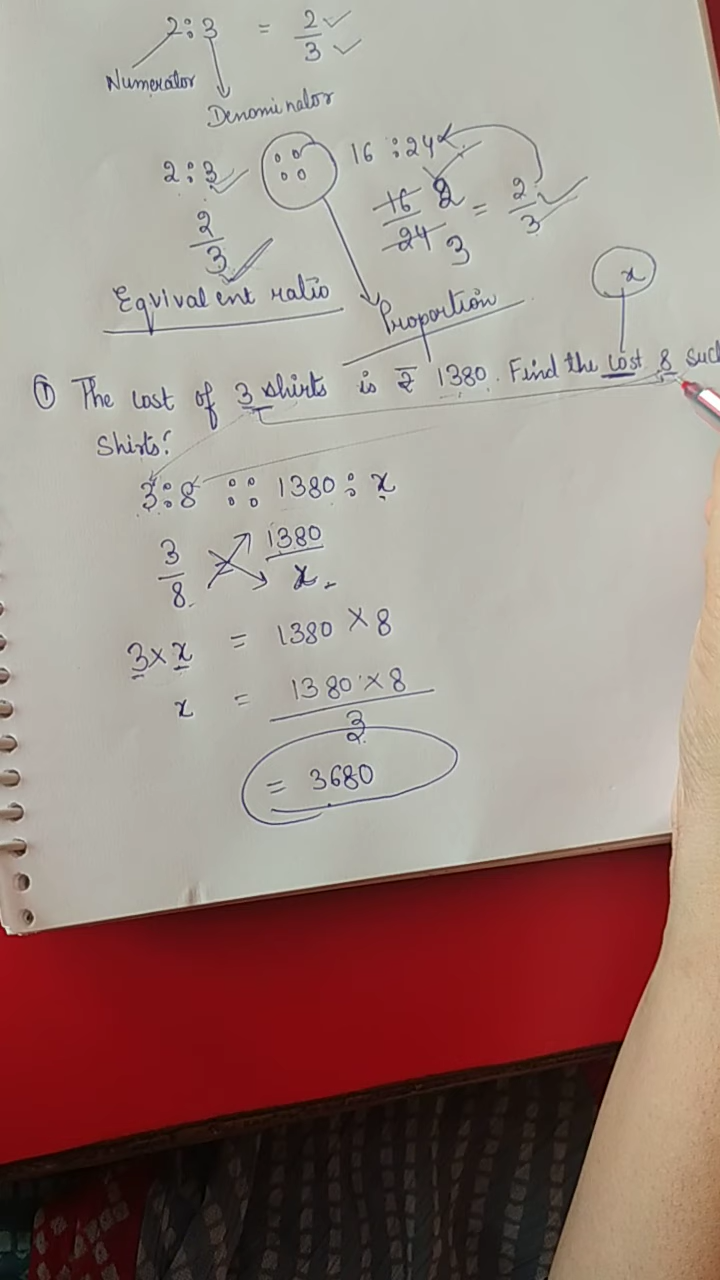 2:3 = 2/3
Numerator
Denominator
2:3 :: 16:24
2/3 16/24 2/3 = 2/3
Equivalent ratio
Proportion
x
① The cost of 3 shirts is ₹ 1380. Find the cost 8 such
shirts?
3:8 :: 1380 : x
3/8 = 1380/x
3 × x = 1380 × 8
x = 1380 × 8 / 3
= 3680